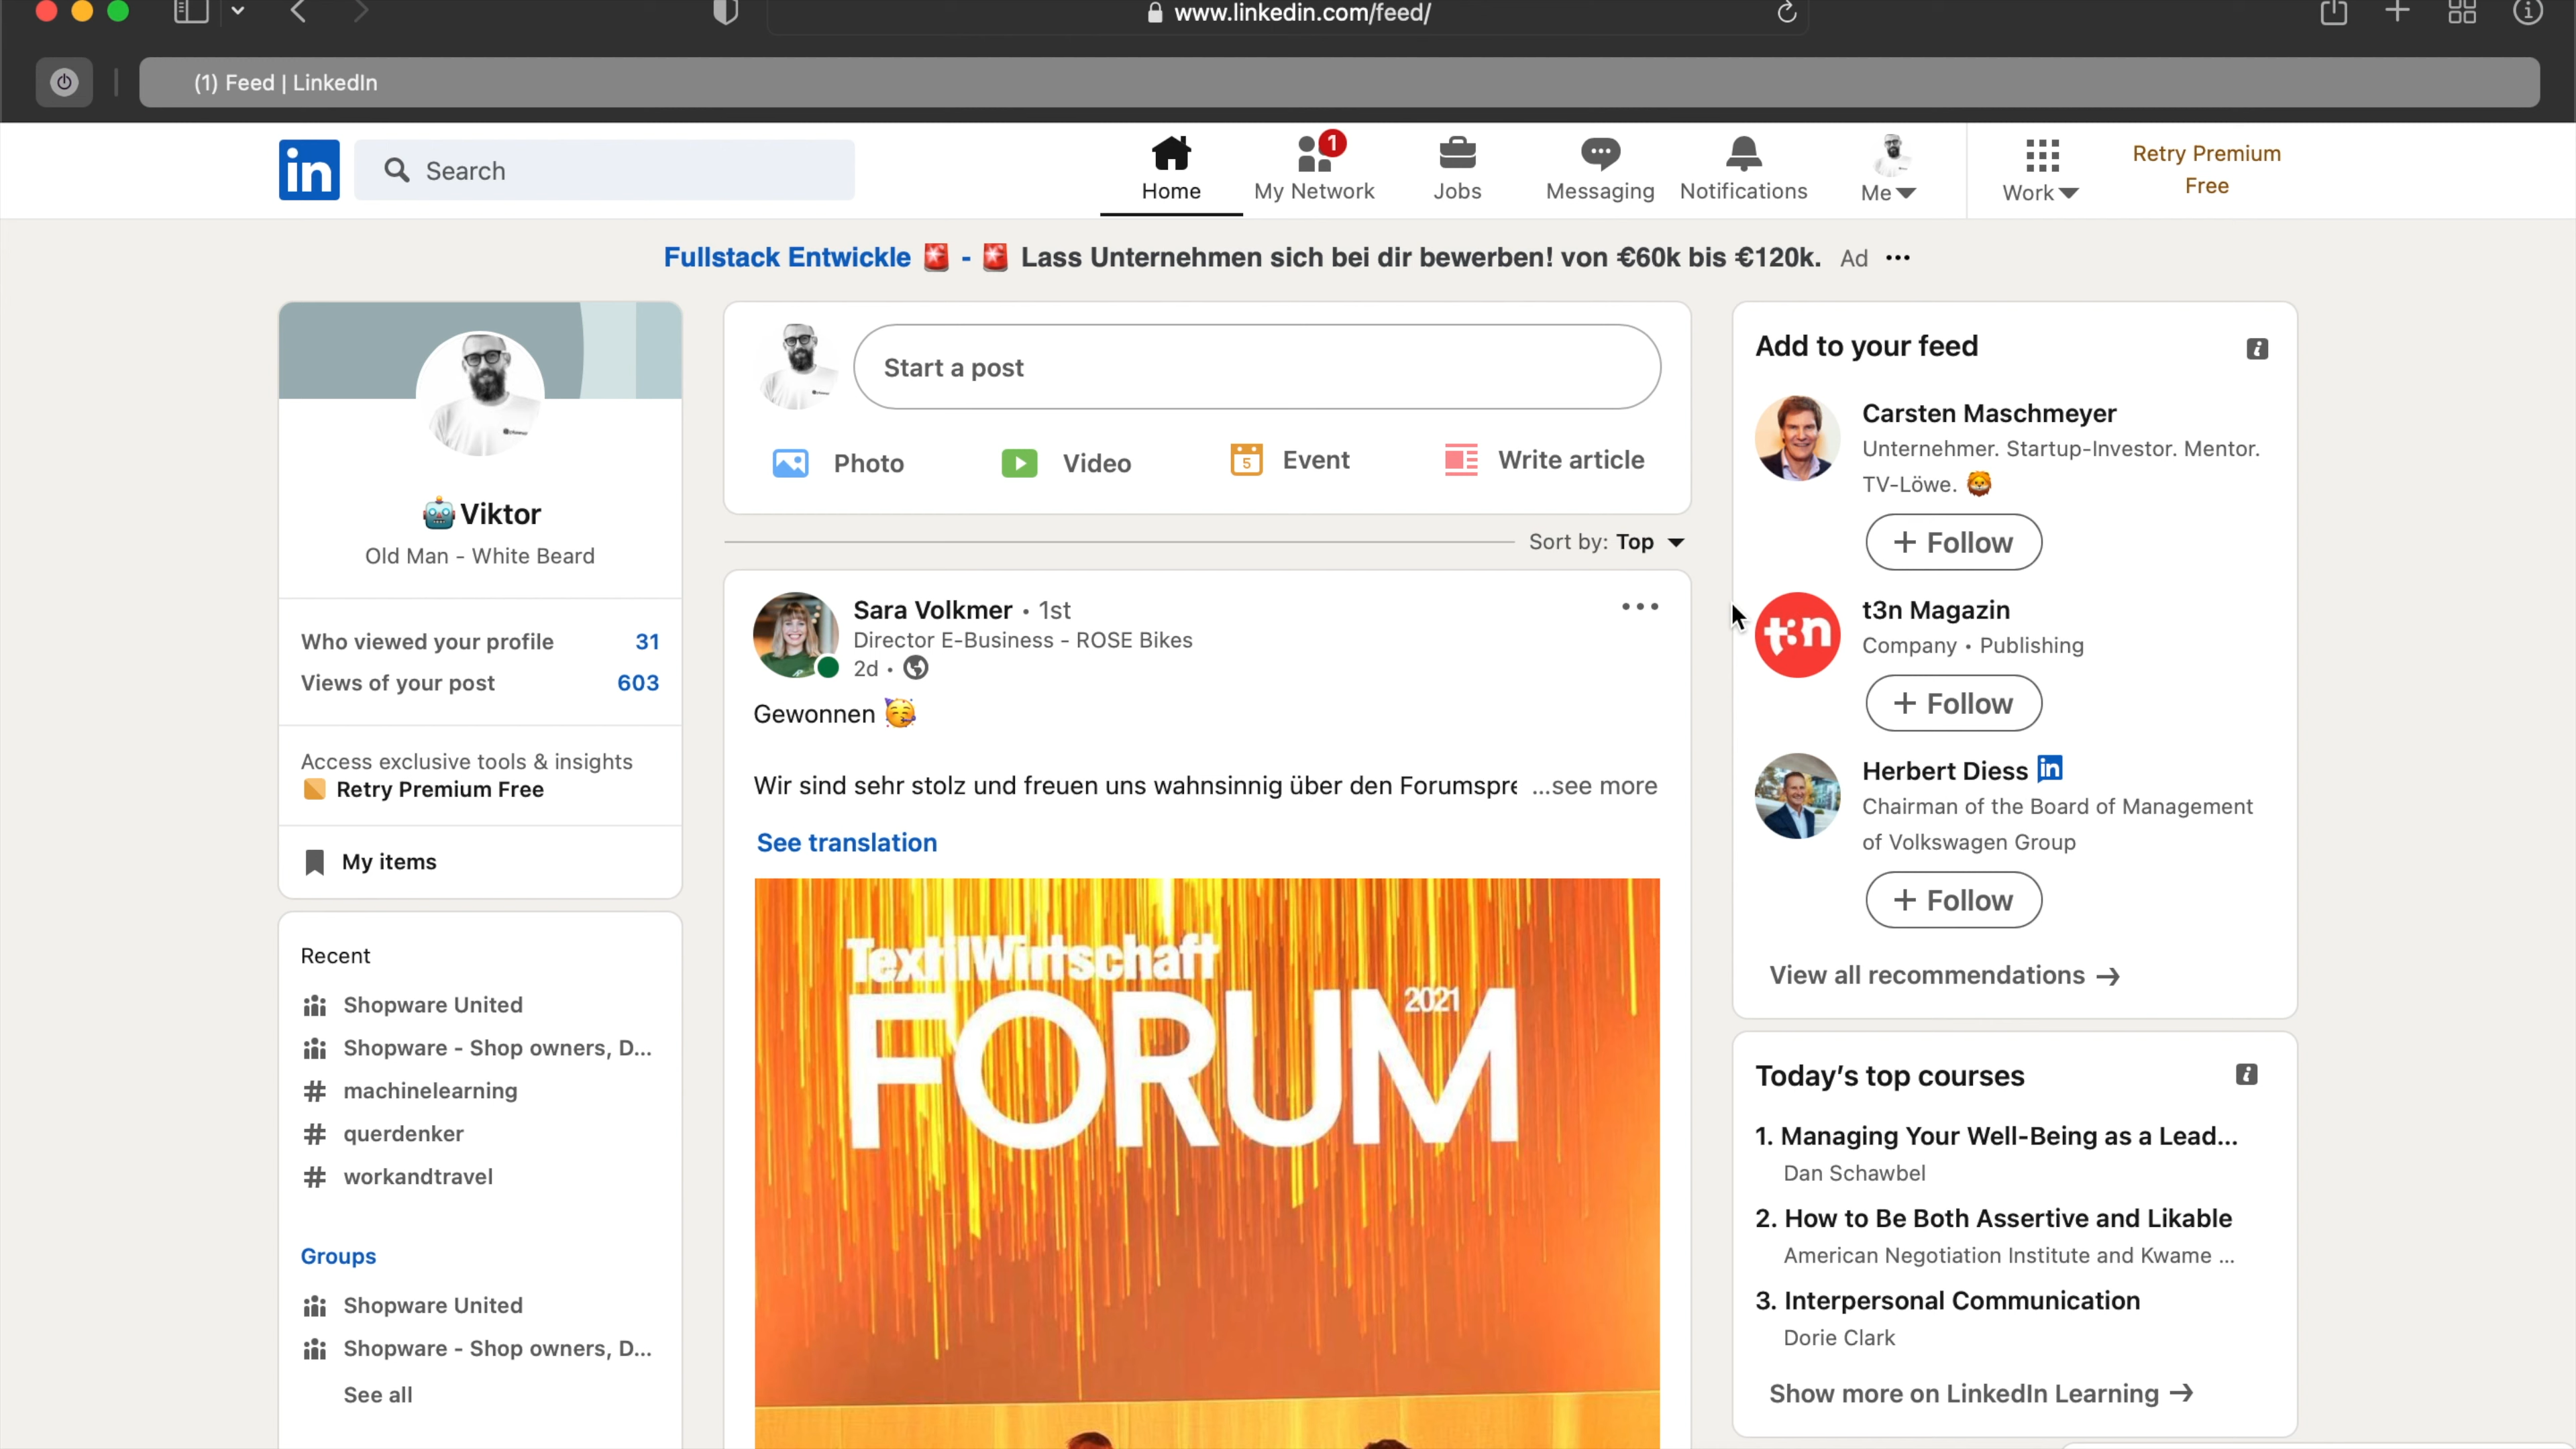 www.linkedin.com/feed/
(1) Feed | LinkedIn
in
Search
Home
1
My Network
Jobs
Messaging
Notifications
Me
Work
Retry Premium
Free
Fullstack Entwickle 🚨 - 🚨 Lass Unternehmen sich bei dir bewerben! von €60k bis €120k. Ad
🤖Viktor
Old Man - White Beard
Who viewed your profile 31
Views of your post 603
Access exclusive tools & insights
Retry Premium Free
My items
Recent
Shopware United
Shopware - Shop owners, D...
# machinelearning
# querdenker
# workandtravel
Groups
Shopware United
Shopware - Shop owners, D...
See all
Start a post
Photo
Video
5 Event
Write article
Sort by: Top
Sara Volkmer • 1st
Director E-Business - ROSE Bikes
2d •
Gewonnen 🥳
Wir sind sehr stolz und freuen uns wahnsinnig über den Forumspre ...see more
See translation
TextilWirtschaft
FORUM
2021
Add to your feed
Carsten Maschmeyer
Unternehmer. Startup-Investor. Mentor.
TV-Löwe. 🦁
+ Follow
t3n
t3n Magazin
Company • Publishing
+ Follow
Herbert Diess in
Chairman of the Board of Management
of Volkswagen Group
+ Follow
View all recommendations →
Today’s top courses
1. Managing Your Well-Being as a Lead...
Dan Schawbel
2. How to Be Both Assertive and Likable
American Negotiation Institute and Kwame ...
3. Interpersonal Communication
Dorie Clark
Show more on LinkedIn Learning →